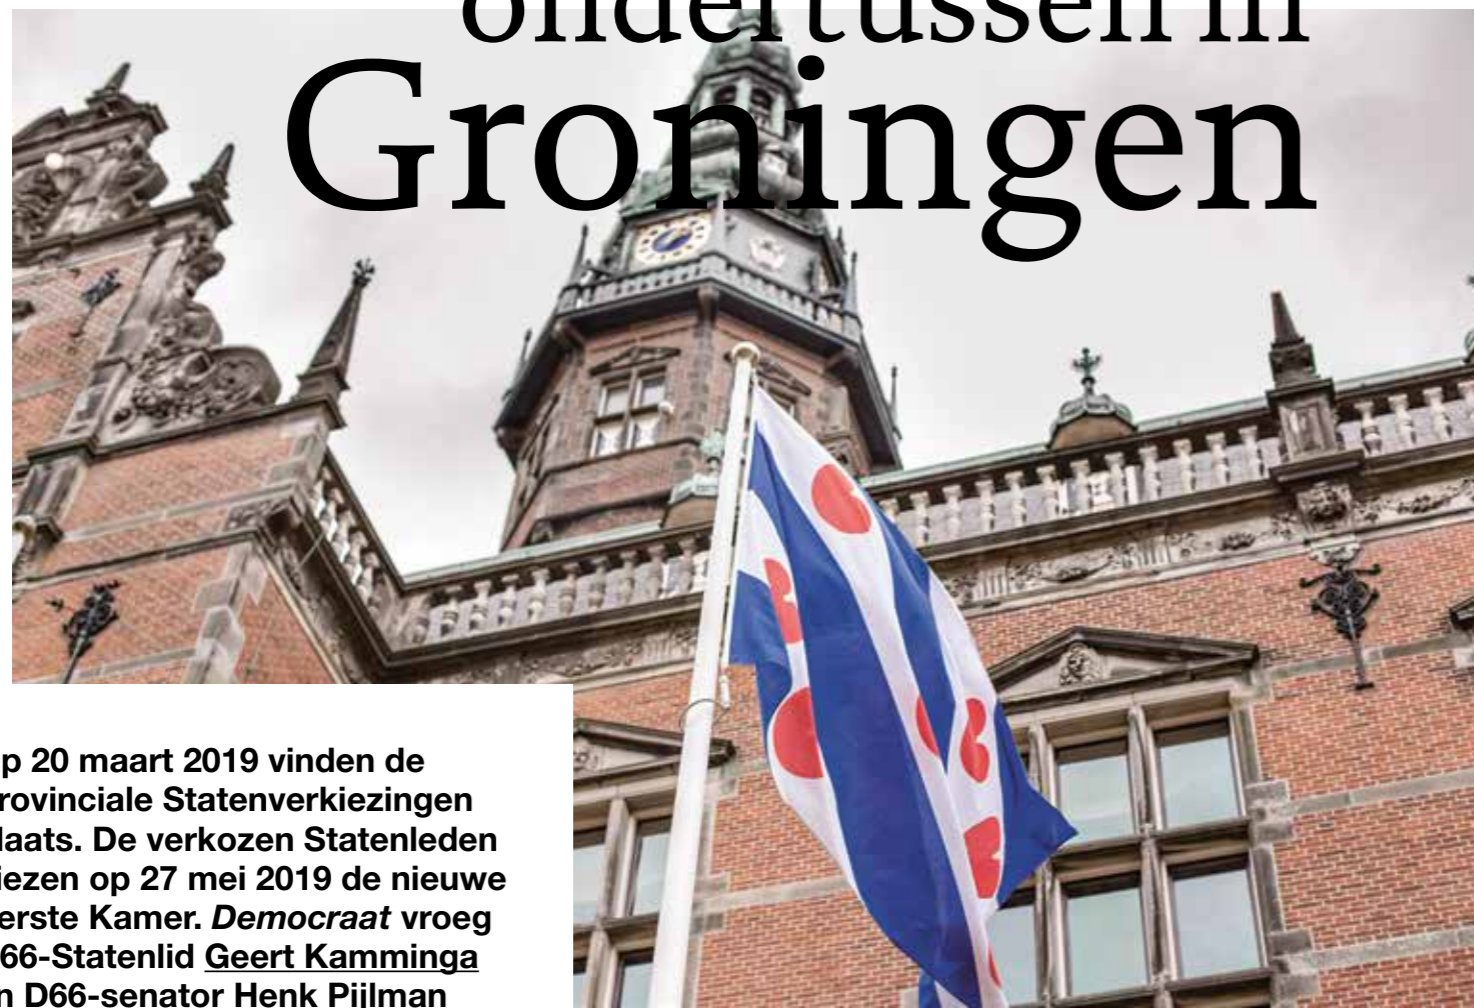 ondertussen in
Groningen
p 20 maart 2019 vinden de
rovinciale Statenverkiezingen
laats. De verkozen Statenleden
iezen op 27 mei 2019 de nieuwe
erste Kamer. Democraat vroeg
66-Statenlid Geert Kamminga
n D66-senator Henk Pijlman